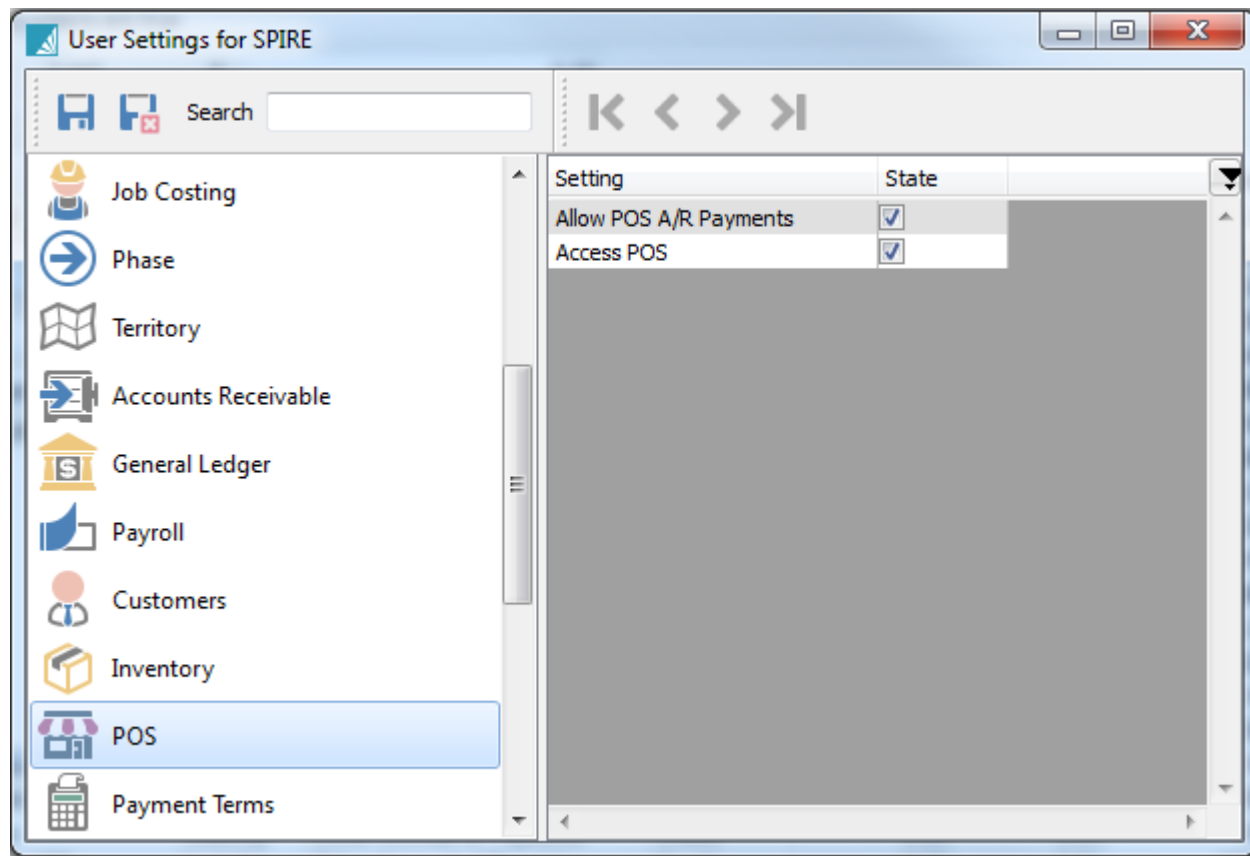 User Settings for SPIRE
Search
Job Costing
Phase
Territory
Accounts Receivable
General Ledger
Payroll
Customers
Inventory
POS
Payment Terms
Setting State
Allow POS A/R Payments
Access POS